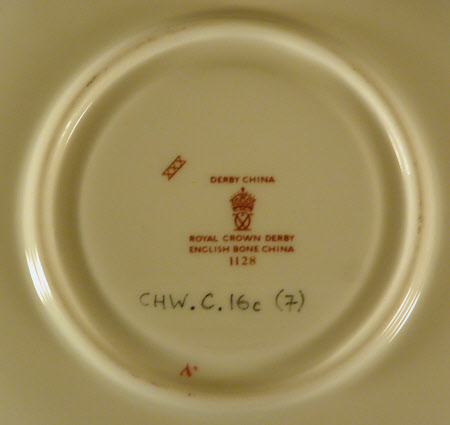 DERBY CHINA
ROYAL CROWN DERBY
ENGLISH BONE CHINA
1128
CHW.C.16c (7)